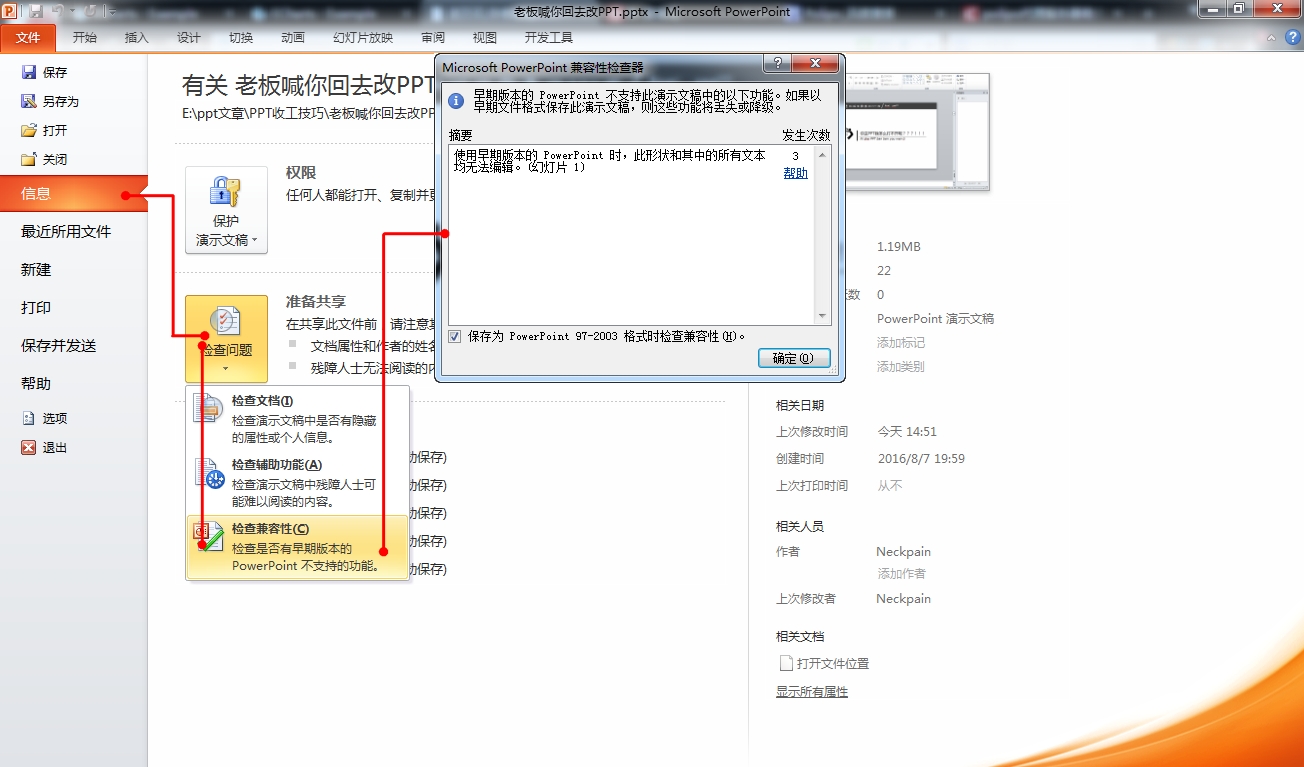 老板喊你回去改PPT.pptx - Microsoft PowerPoint
文件 开始 插入 设计 切换 动画 幻灯片放映 审阅 视图 开发工具
保存
另存为
打开
关闭
信息
最近所用文件
新建
打印
保存并发送
帮助
选项
退出
有关 老板喊你回去改PPT
E:\ppt文章\PPT收工技巧\老板喊你回去改PP
保护
演示文稿
权限
任何人都能打开、复制并
检查问题
准备共享
在共享此文件前，请注意
文档属性和作者的姓名
残障人士无法阅读的内
检查文档(I)
检查演示文稿中是否有隐藏
的属性或个人信息。
检查辅助功能(A)
检查演示文稿中残障人士可
能难以阅读的内容。
检查兼容性(C)
检查是否有早期版本的
PowerPoint 不支持的功能。
保存)
保存)
保存)
保存)
保存)
Microsoft PowerPoint 兼容性检查器
早期版本的 PowerPoint 不支持此演示文稿中的以下功能。如果以
早期文件格式保存此演示文稿，则这些功能将丢失或降级。
摘要 发生次数
使用早期版本的 PowerPoint 时，此形状和其中的所有文本 3
均无法编辑。(幻灯片 1) 帮助
保存为 PowerPoint 97-2003 格式时检查兼容性(H)。
确定(O)
1.19MB
22
数 0
PowerPoint 演示文稿
添加标记
添加类别
相关日期
上次修改时间 今天 14:51
创建时间 2016/8/7 19:59
上次打印时间 从不
相关人员
作者 Neckpain
添加作者
上次修改者 Neckpain
相关文档
打开文件位置
显示所有属性